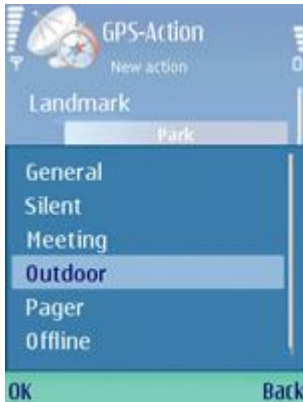 GPS-Action
New action
Landmark
Park
General
Silent
Meeting
Outdoor
Pager
Offline
OK Back